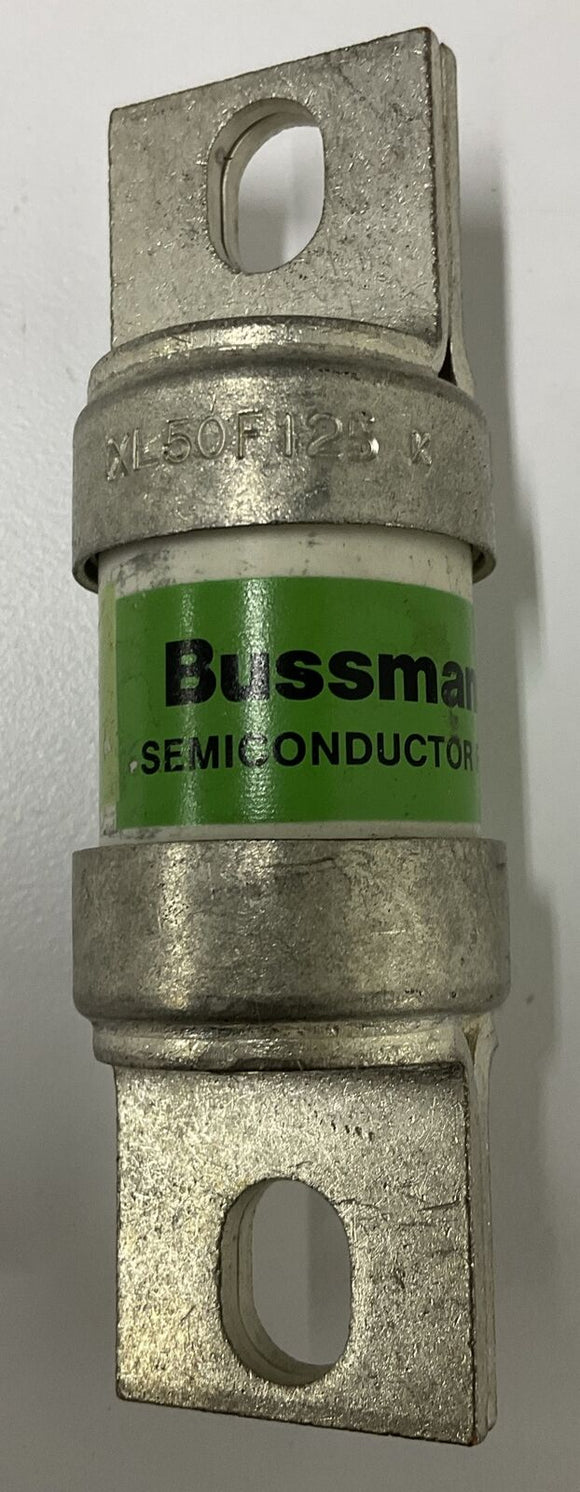 XL50F125 K
Bussman
SEMICONDUCTOR